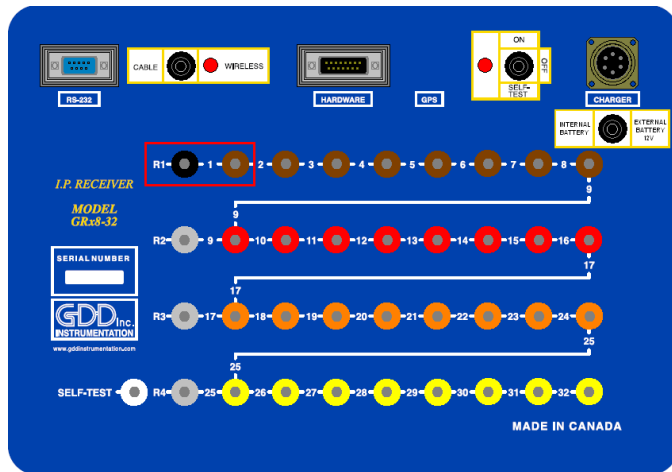 ON
CABLE WIRELESS OFF
SELF-TEST
RS-232 HARDWARE GPS CHARGER
INTERNAL BATTERY EXTERNAL BATTERY 12V
R1 1 2 3 4 5 6 7 8
I.P. RECEIVER
9
MODEL
GRx8-32
9
R2 9 10 11 12 13 14 15 16
SERIAL NUMBER
17
17
GDD Inc.
INSTRUMENTATION
R3 17 18 19 20 21 22 23 24
www.gddinstrumentation.com
25
25
SELF-TEST R4 25 26 27 28 29 30 31 32
MADE IN CANADA